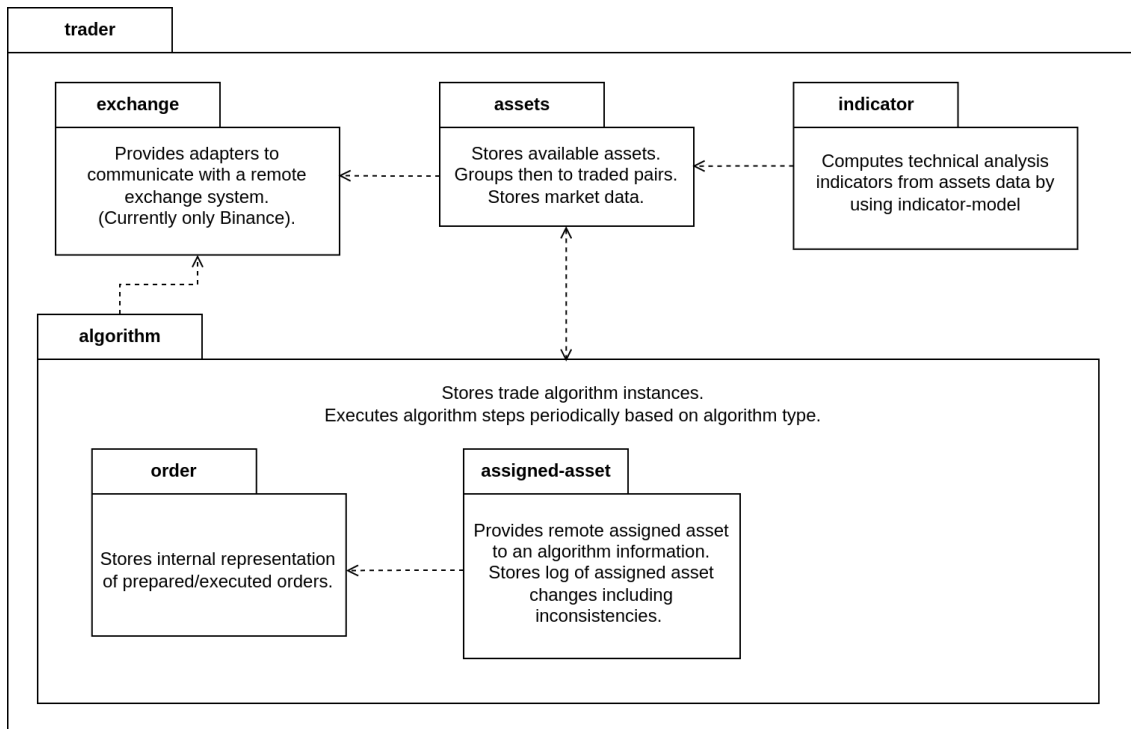 trader
exchange
Provides adapters to
communicate with a remote
exchange system.
(Currently only Binance).
assets
Stores available assets.
Groups then to traded pairs.
Stores market data.
indicator
Computes technical analysis
indicators from assets data by
using indicator-model
algorithm
Stores trade algorithm instances.
Executes algorithm steps periodically based on algorithm type.
order
Stores internal representation
of prepared/executed orders.
assigned-asset
Provides remote assigned asset
to an algorithm information.
Stores log of assigned asset
changes including
inconsistencies.